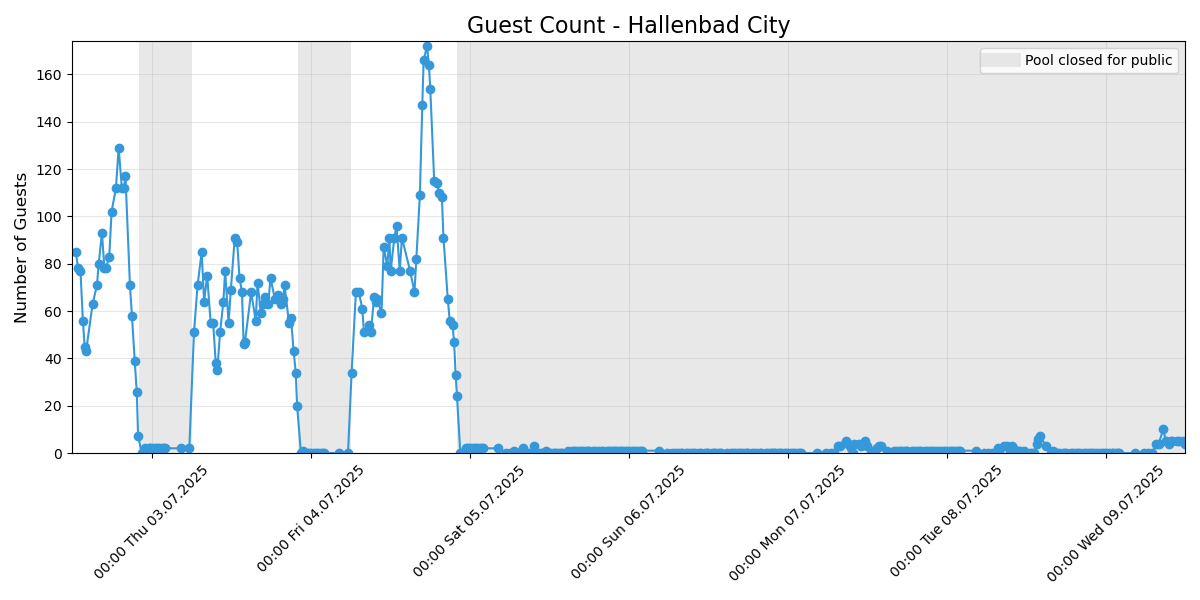 Guest Count - Hallenbad City
Pool closed for public
Number of Guests
160
140
120
100
80
60
40
20
0
00:00 Thu 03.07.2025
00:00 Fri 04.07.2025
00:00 Sat 05.07.2025
00:00 Sun 06.07.2025
00:00 Mon 07.07.2025
00:00 Tue 08.07.2025
00:00 Wed 09.07.2025